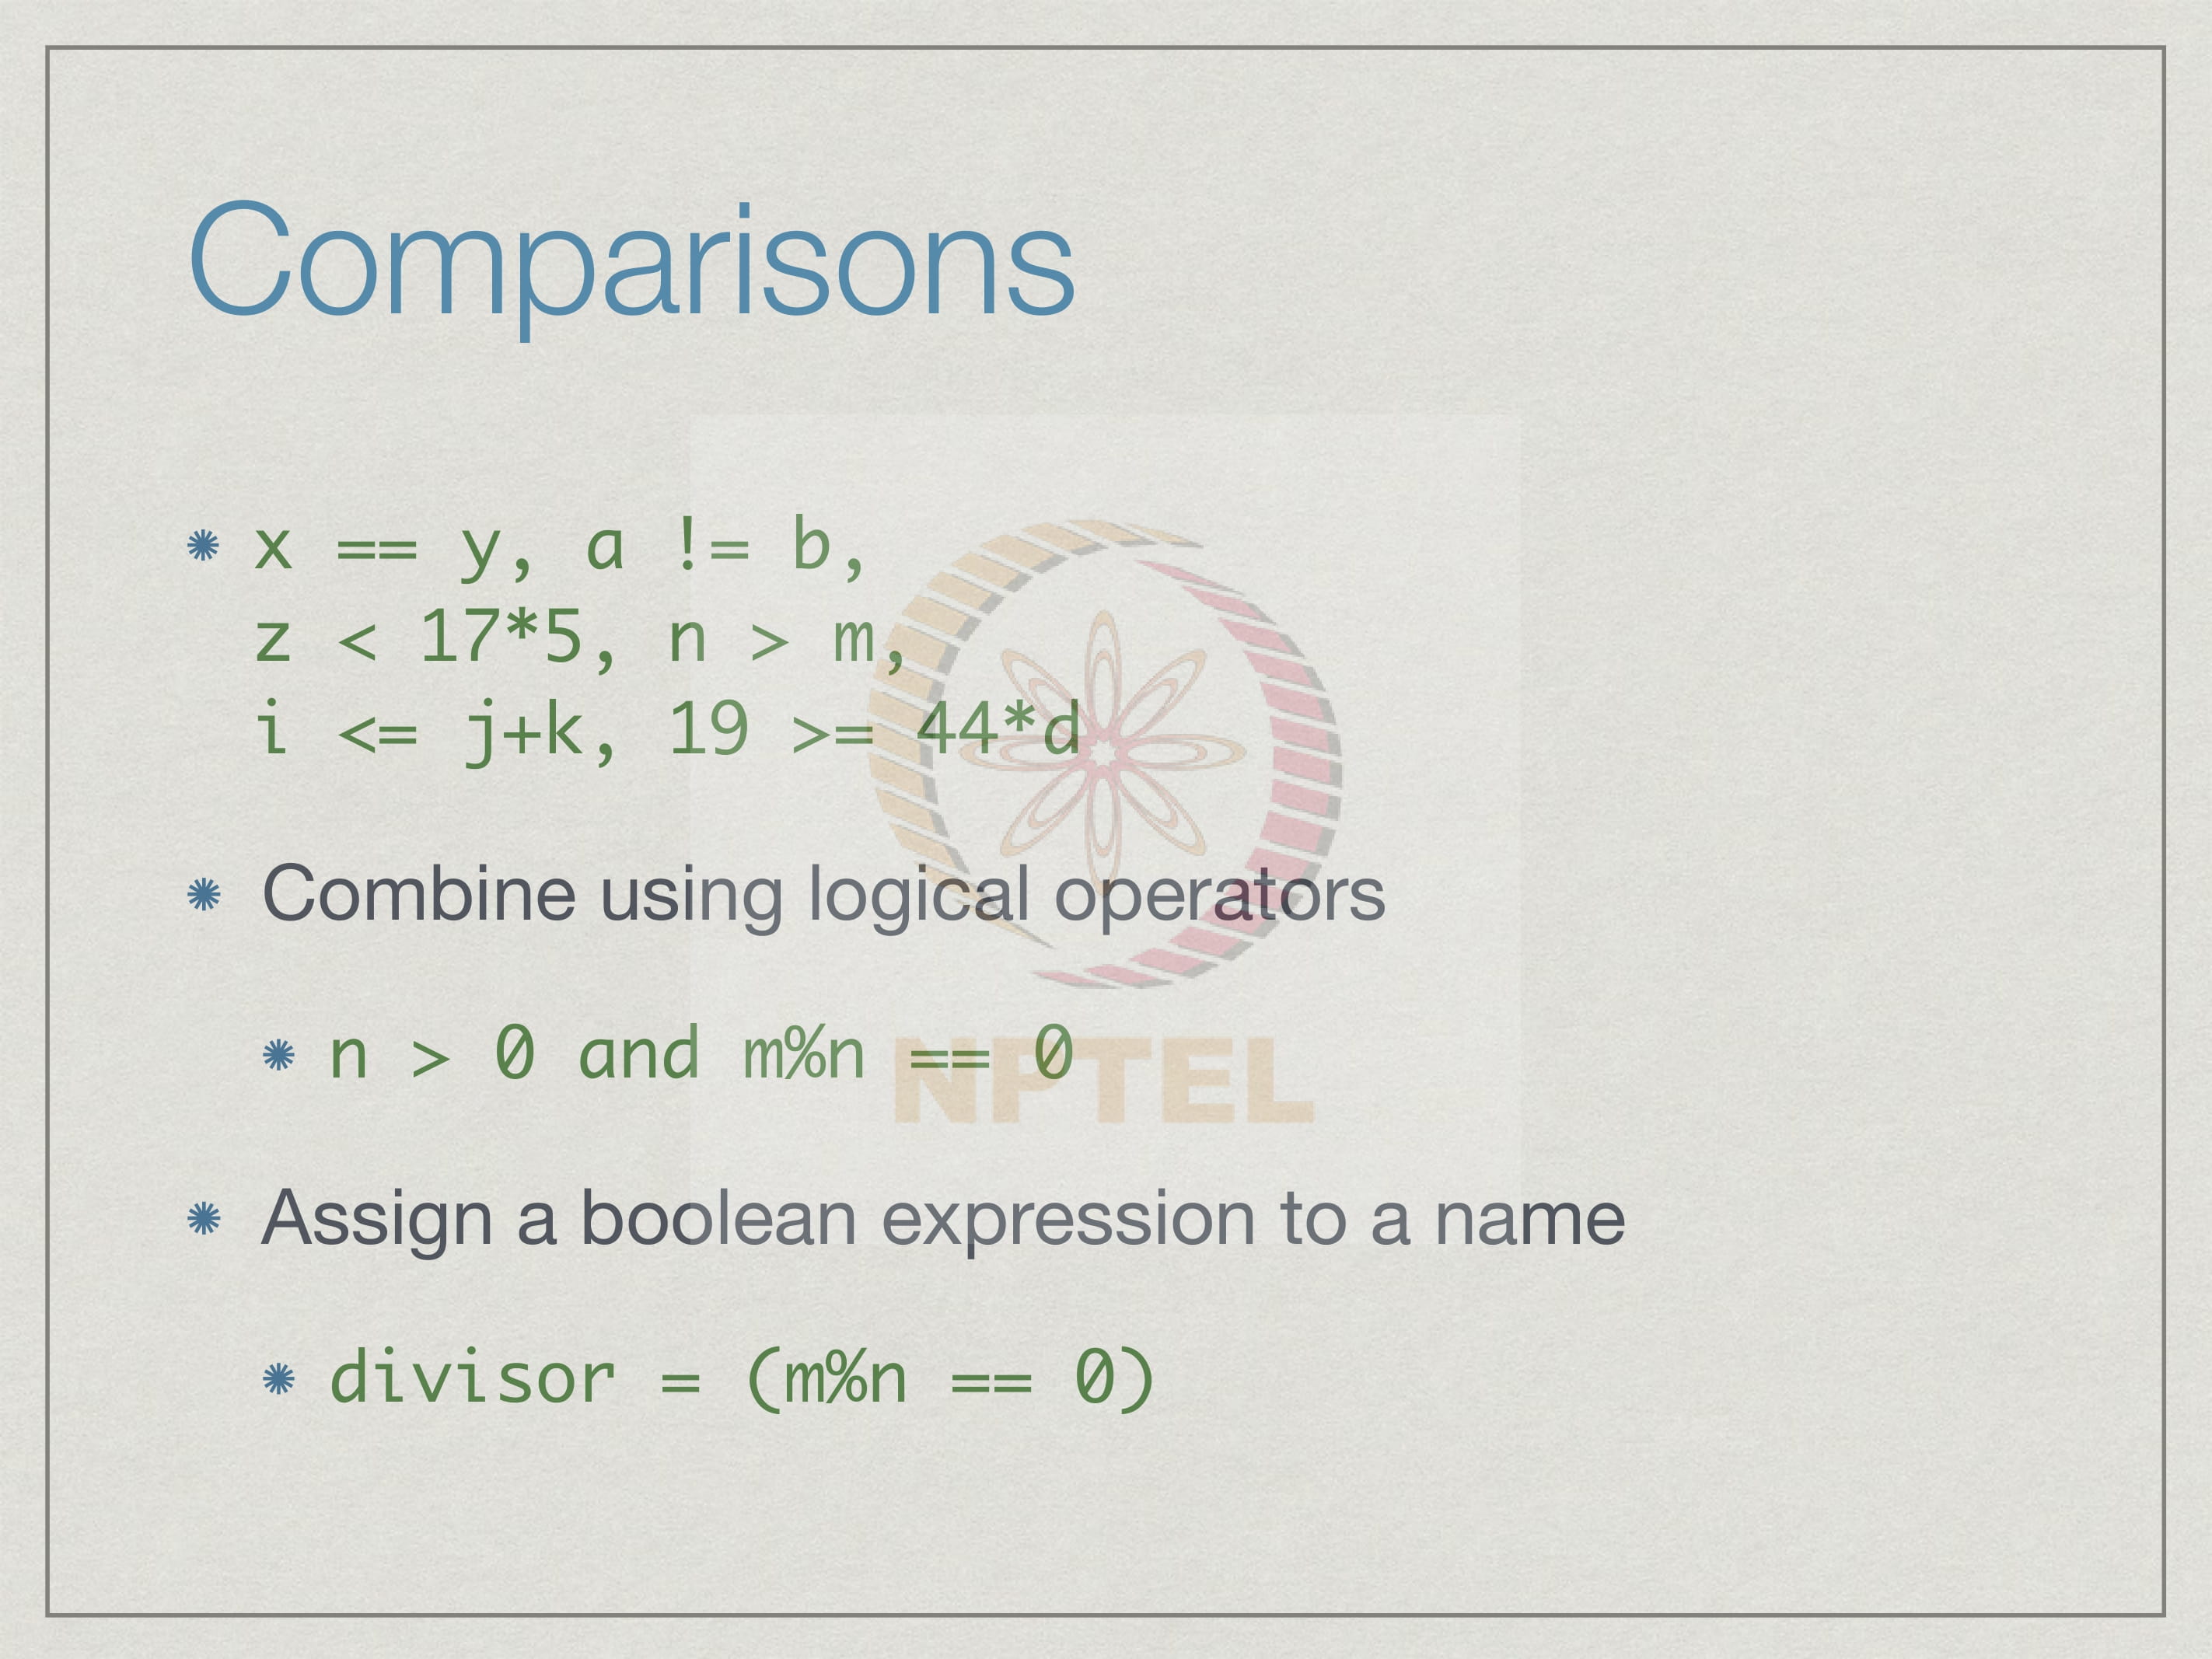 Comparisons
x == y, a != b,
z < 17*5, n > m,
i <= j+k, 19 >= 44*d
Combine using logical operators
n > 0 and m%n == 0
NPTEL
Assign a boolean expression to a name
divisor = (m%n == 0)